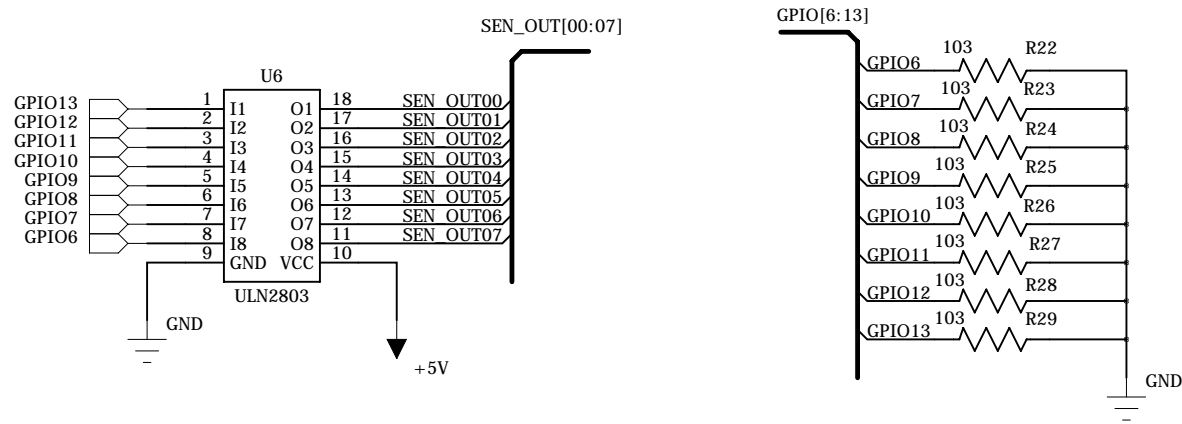 SEN_OUT[00:07]
GPIO[6:13]
U6
GPIO13 1 I1 O1 18 SEN_OUT00
GPIO12 2 I2 O2 17 SEN_OUT01
GPIO11 3 I3 O3 16 SEN_OUT02
GPIO10 4 I4 O4 15 SEN_OUT03
GPIO9 5 I5 O5 14 SEN_OUT04
GPIO8 6 I6 O6 13 SEN_OUT05
GPIO7 7 I7 O7 12 SEN_OUT06
GPIO6 8 I8 O8 11 SEN_OUT07
9 GND VCC 10
ULN2803
GND
+5V
GPIO6 103 R22
GPIO7 103 R23
GPIO8 103 R24
GPIO9 103 R25
GPIO10 103 R26
GPIO11 103 R27
GPIO12 103 R28
GPIO13 103 R29
GND